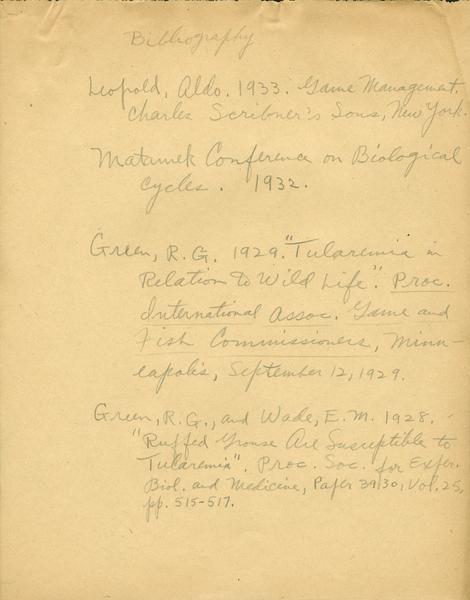 Bibliography
Leopold, Aldo. 1933. Game Management.
Charles Scribner's Sons, New York.
Matamek Conference on Biological
Cycles. 1932.
Green, R.G. 1929. "Tularemia in
Relation to Wild Life". Proc.
International Assoc. Game and
Fish Commissioners, Minn-
eapolis, September 12, 1929.
Green, R.G., and Wade, E.M. 1928.
"Ruffed Grouse Are Susceptible to
Tularemia". Proc. Soc. for Exper.
Biol. and Medicine, Paper 3930, Vol. 25,
pp. 515-517.